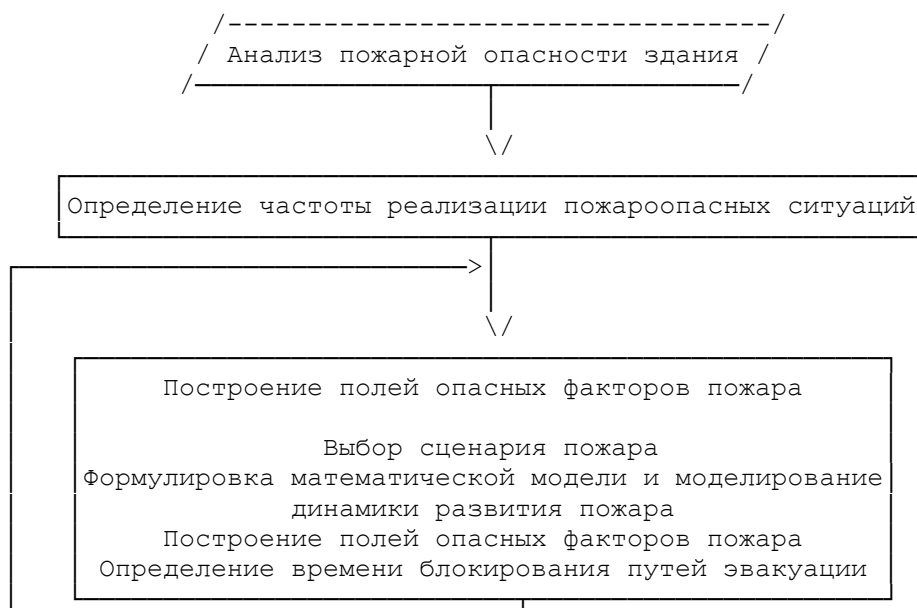 Анализ пожарной опасности здания
Определение частоты реализации пожароопасных ситуаций
Построение полей опасных факторов пожара
Выбор сценария пожара
Формулировка математической модели и моделирование
динамики развития пожара
Построение полей опасных факторов пожара
Определение времени блокирования путей эвакуации